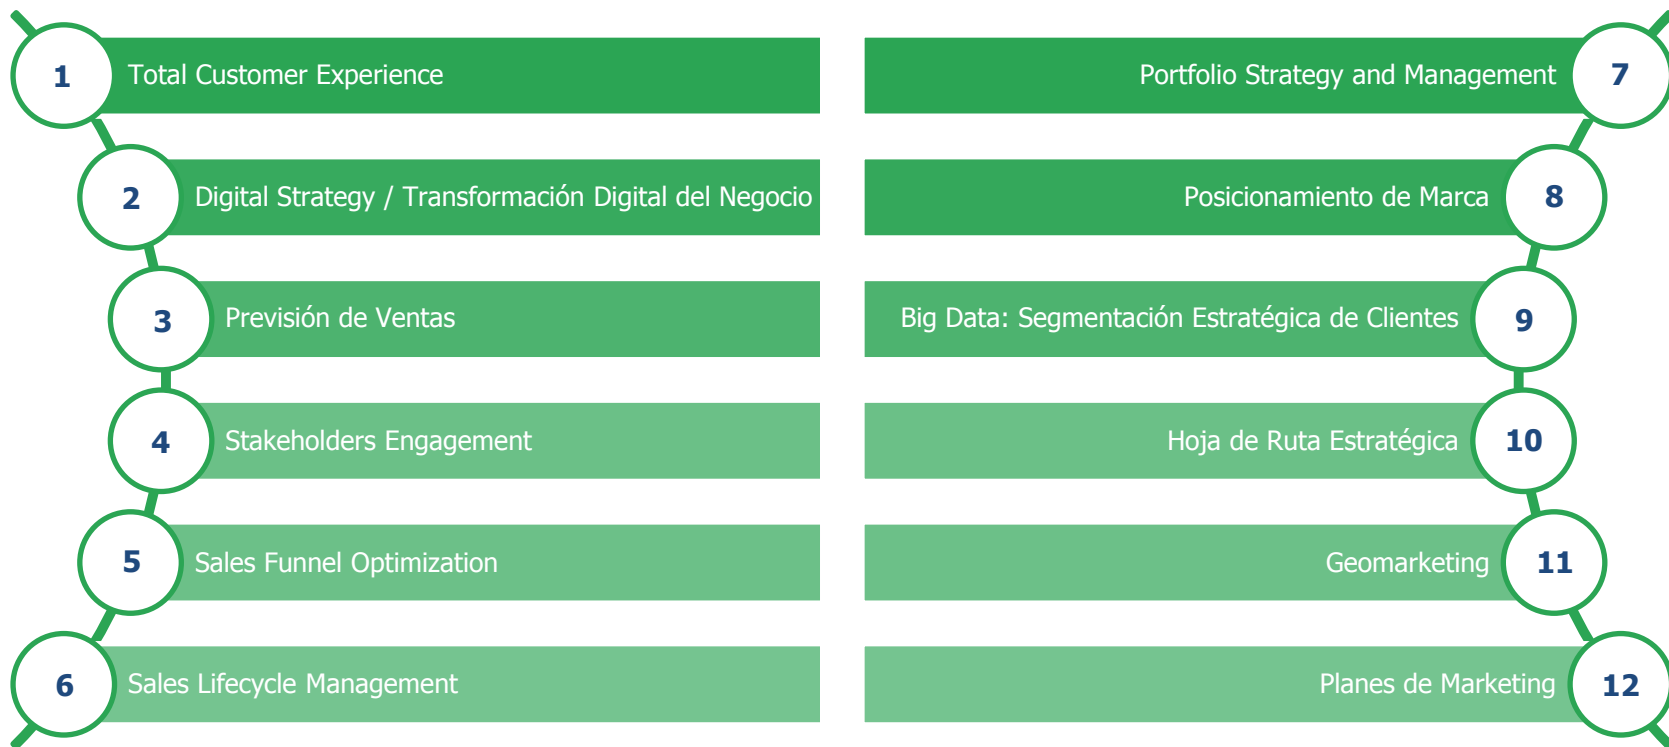 1
Total Customer Experience
2
Digital Strategy / Transformación Digital del Negocio
3
Previsión de Ventas
4
Stakeholders Engagement
5
Sales Funnel Optimization
6
Sales Lifecycle Management
Portfolio Strategy and Management
7
Posicionamiento de Marca
8
Big Data: Segmentación Estratégica de Clientes
9
Hoja de Ruta Estratégica
10
Geomarketing
11
Planes de Marketing
12